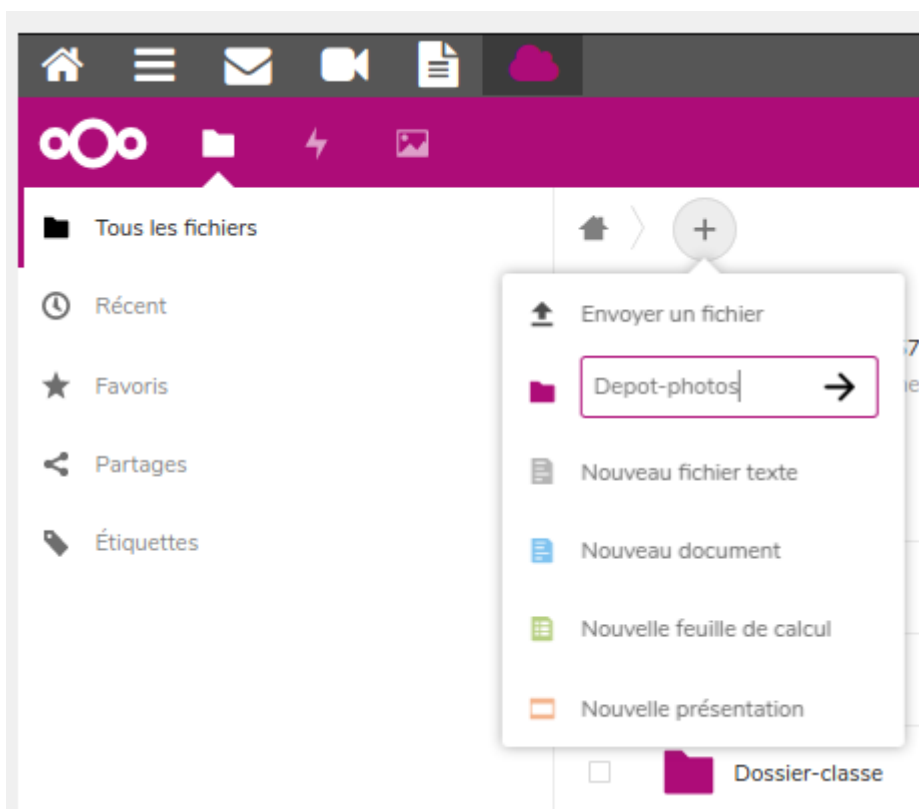 Tous les fichiers
Récent
Favoris
Partages
Étiquettes
+
Envoyer un fichier
Depot-photos
Nouveau fichier texte
Nouveau document
Nouvelle feuille de calcul
Nouvelle présentation
Dossier-classe